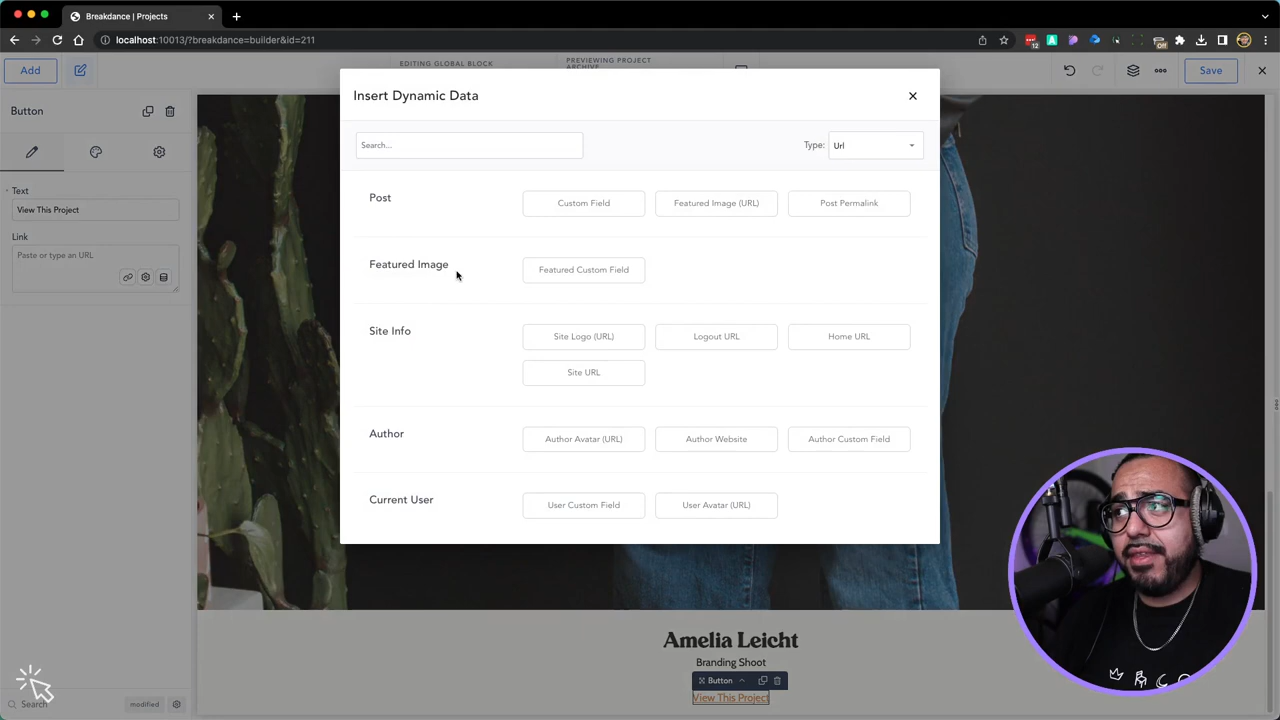 Breakdance | Projects
localhost:10013/?breakdance=builder&id=211
12
Off
Add
EDITING GLOBAL BLOCK
PREVIEWING PROJECT
ARCHIVE
Save
Button
Insert Dynamic Data
Search...
Type:
Url
Text
View This Project
Link
Paste or type an URL
Post
Custom Field
Featured Image (URL)
Post Permalink
Featured Image
Featured Custom Field
Site Info
Site Logo (URL)
Logout URL
Home URL
Site URL
Author
Author Avatar (URL)
Author Website
Author Custom Field
Current User
User Custom Field
User Avatar (URL)
Amelia Leicht
Branding Shoot
Button
View This Project
Search
modified